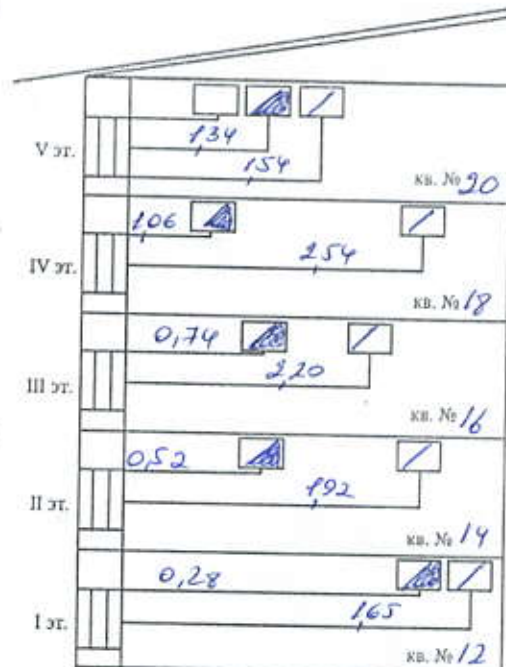 1,34
V эт.
1,54
кв. № 20
1,06
IV эт.
2,54
кв. № 18
0,74
III эт.
2,20
кв. № 16
0,52
II эт.
1,92
кв. № 14
0,28
I эт.
1,65
кв. № 12